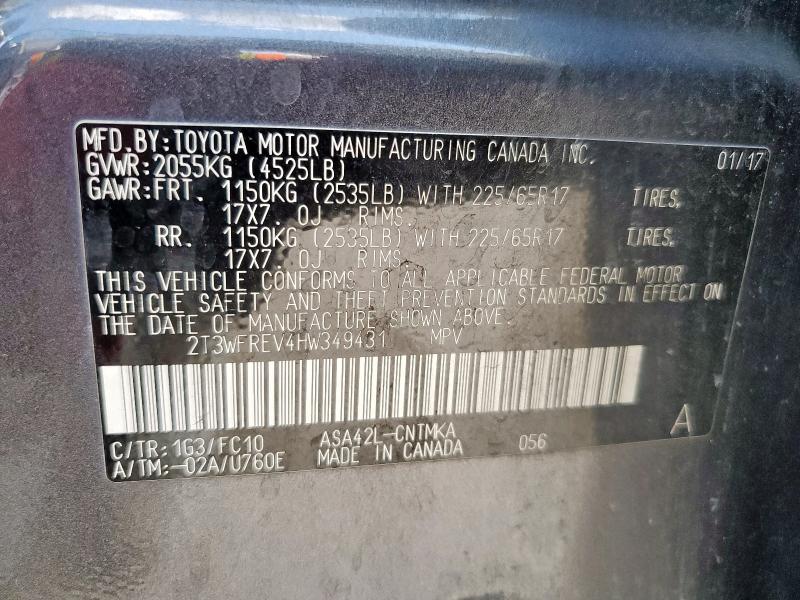 MFD.BY:TOYOTA MOTOR MANUFACTURING CANADA INC. 01/17
GVWR:2055KG (4525LB)
GAWR:FRT. 1150KG (2535LB) WITH 225/65R17 TIRES,
17X7. 0J RIMS,
RR. 1150KG (2535LB) WITH 225/65R17 TIRES,
17X7. 0J RIMS.
THIS VEHICLE CONFORMS TO ALL APPLICABLE FEDERAL MOTOR
VEHICLE SAFETY AND THEFT PREVENTION STANDARDS IN EFFECT ON
THE DATE OF MANUFACTURE SHOWN ABOVE.
2T3WFREV4HW349431 MPV
A
C/TR: 1G3/FC10 ASA42L-CNTMKA 056
A/TM:-02A/U760E MADE IN CANADA